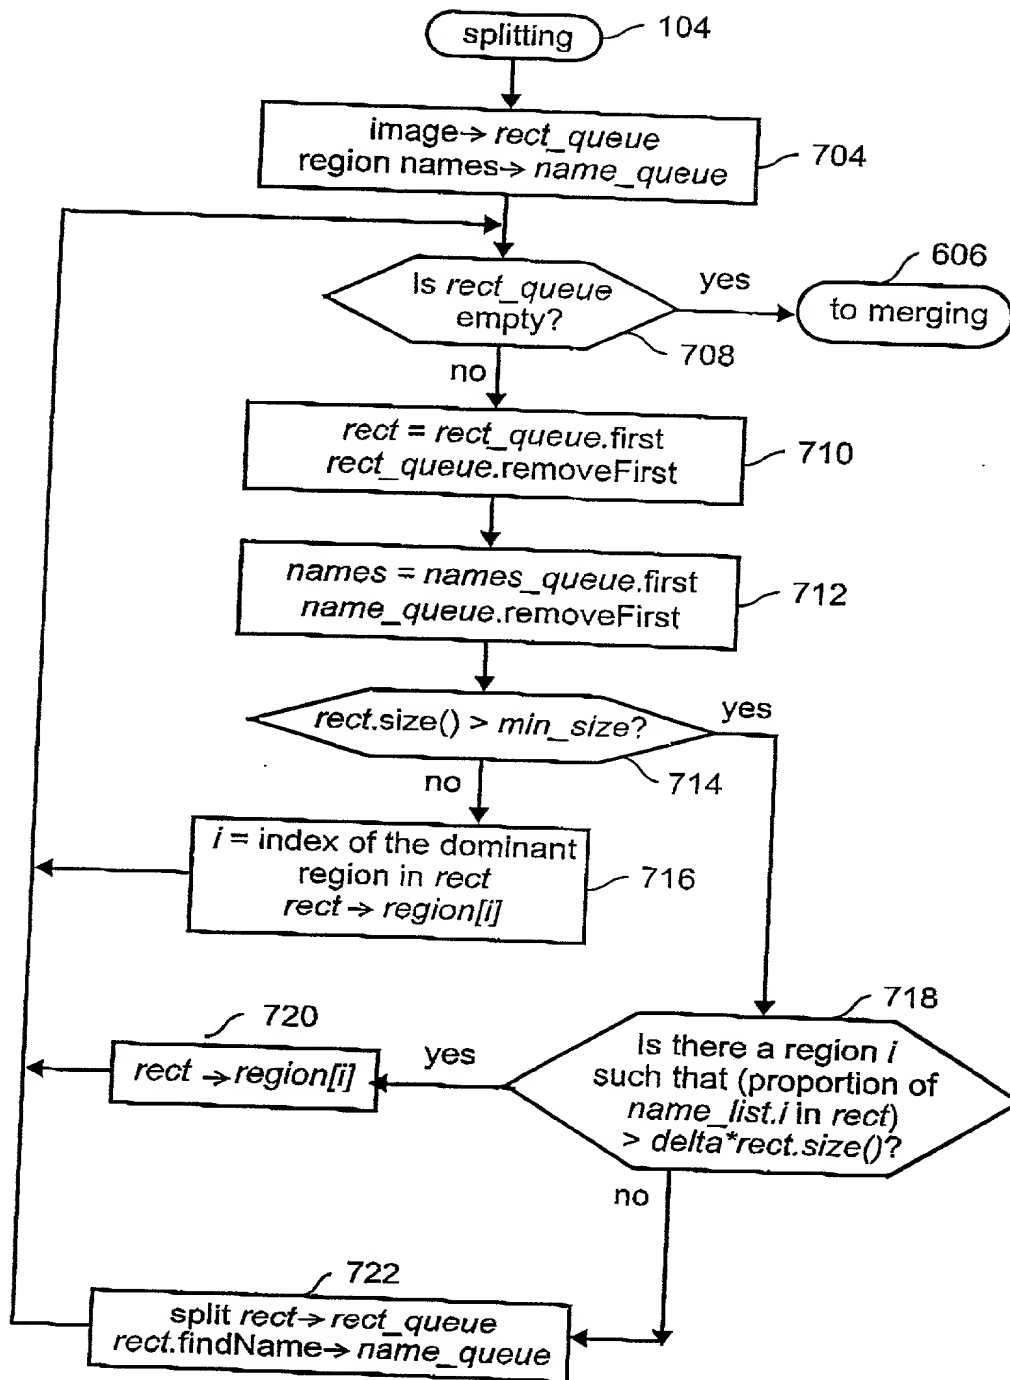 splitting
104
image→ rect_queue
region names→ name_queue
704
Is rect_queue
empty?
yes
606
to merging
708
no
rect = rect_queue.first
rect_queue.removeFirst
710
names = names_queue.first
name_queue.removeFirst
712
rect.size() > min_size?
yes
714
no
i = index of the dominant
region in rect
rect → region[i]
716
718
Is there a region i
such that (proportion of
name_list.i in rect)
> delta*rect.size()?
720
yes
rect → region[i]
no
722
split rect→ rect_queue
rect.findName→ name_queue